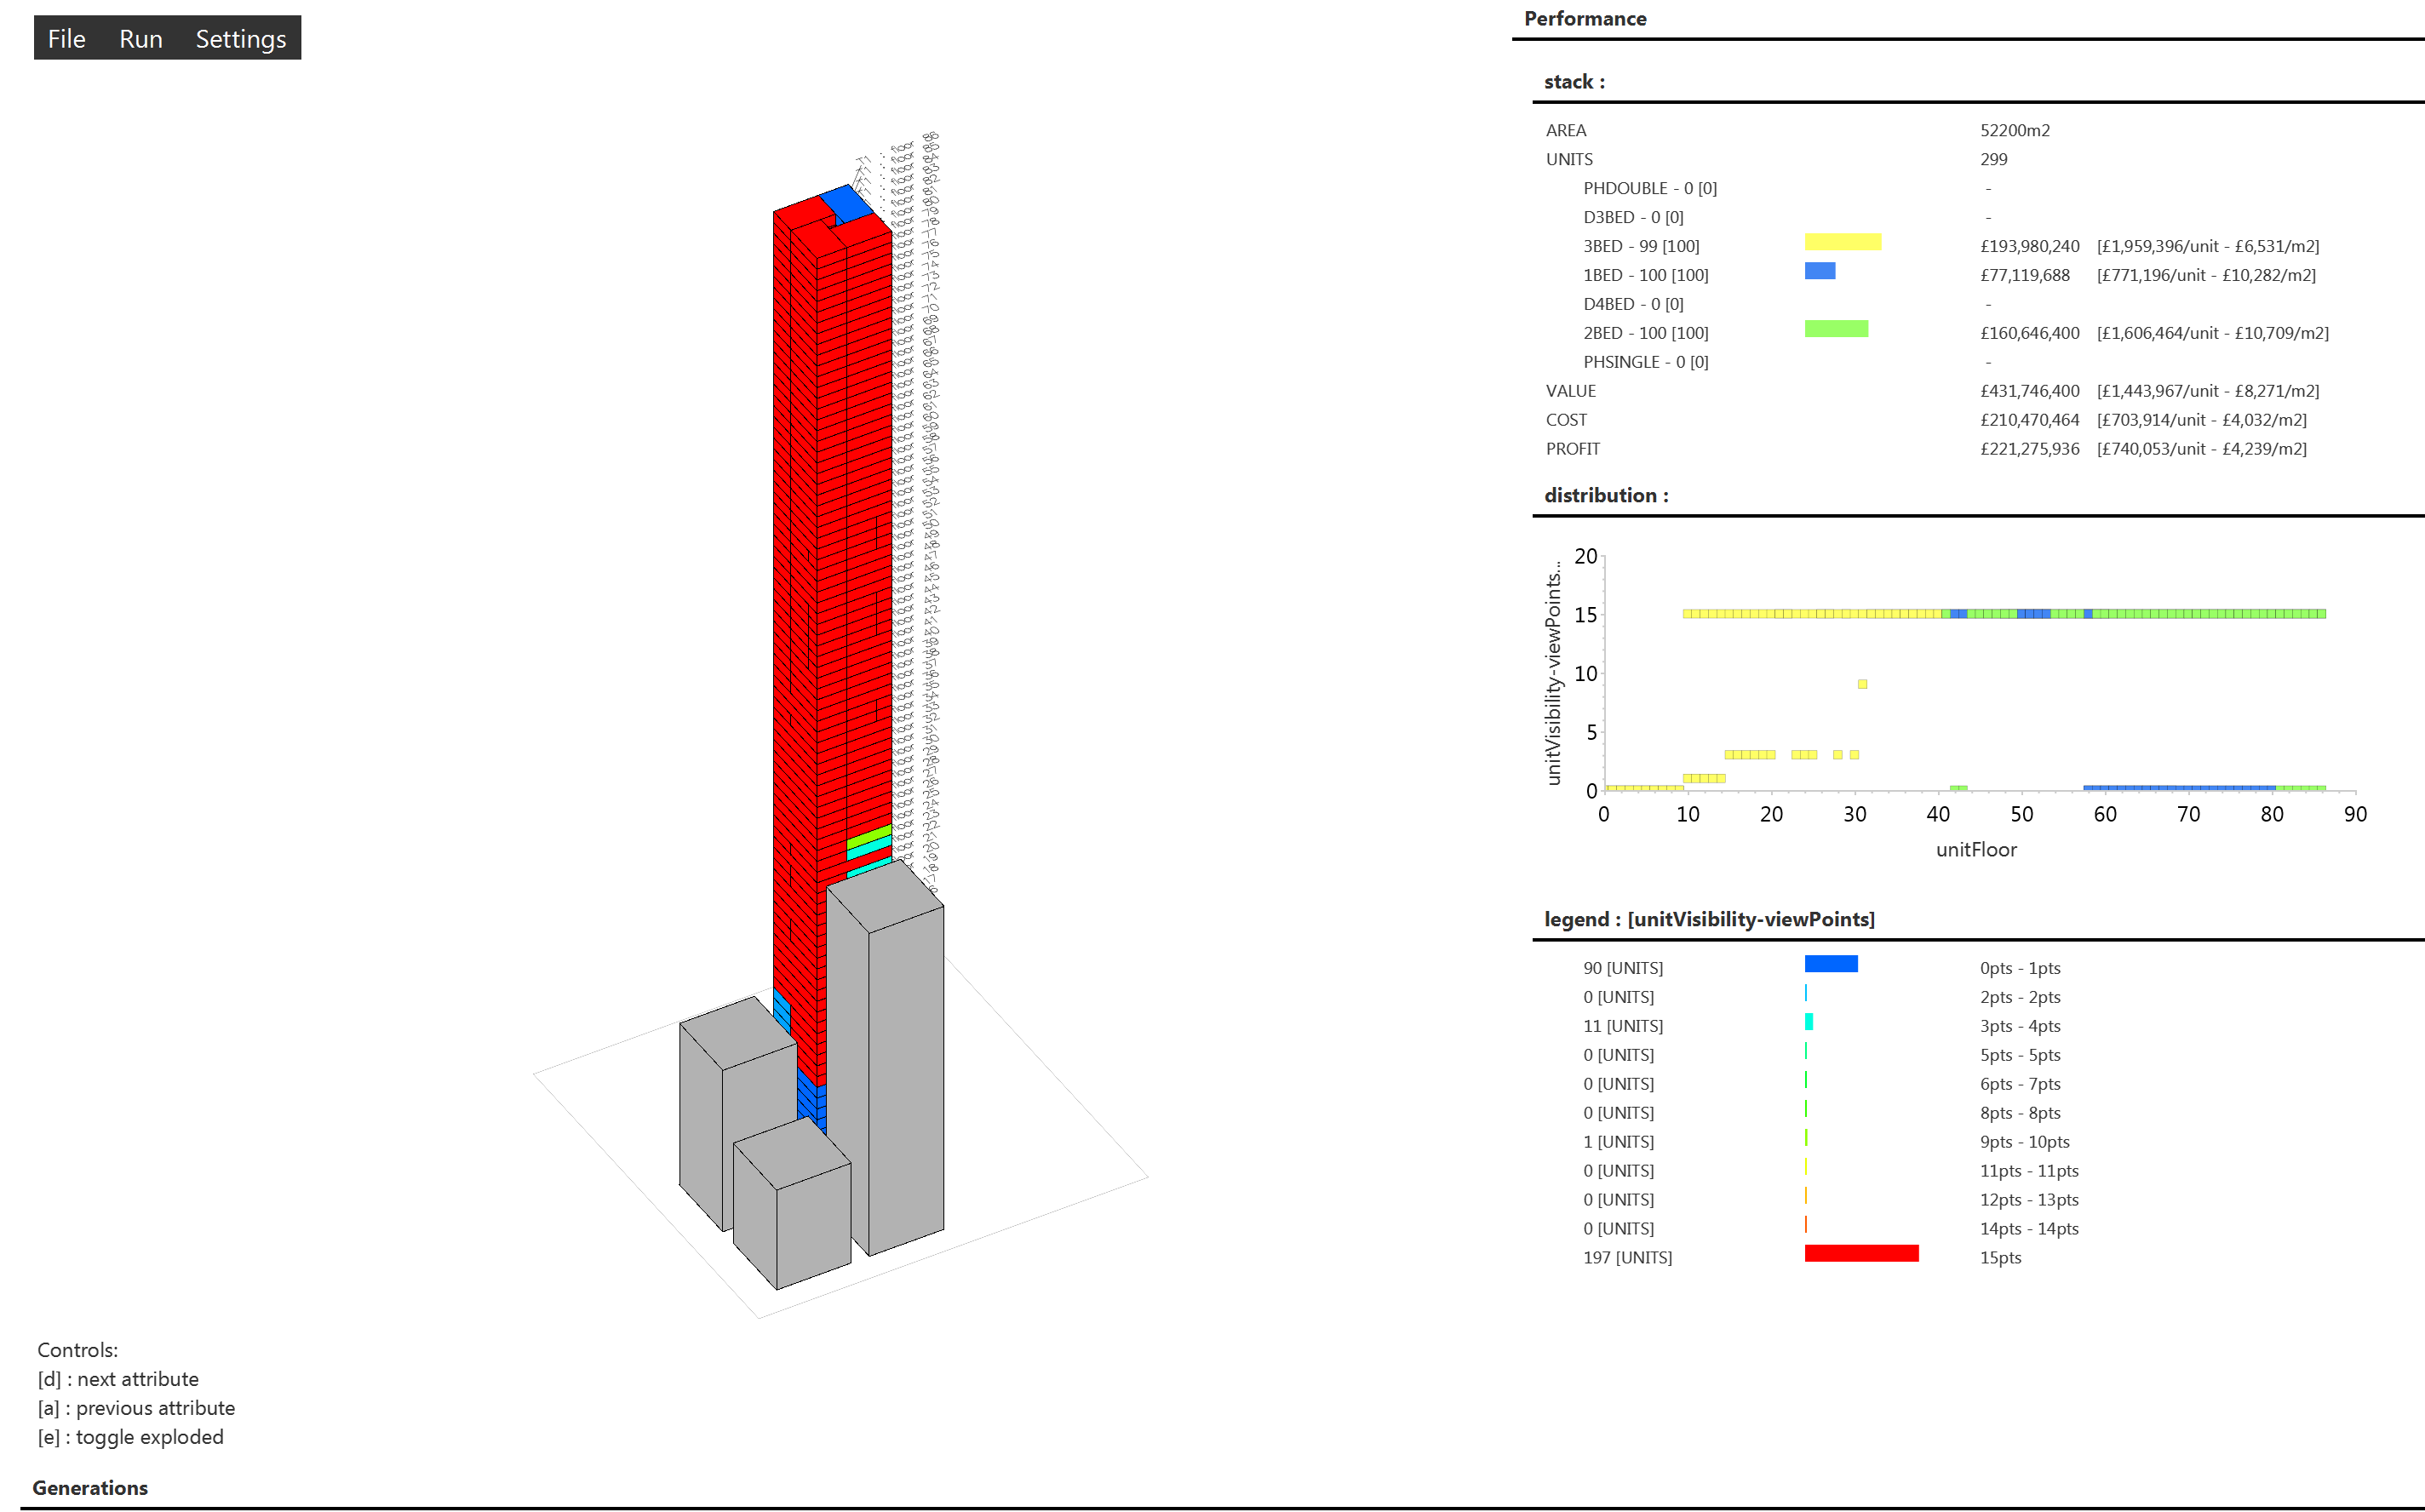 File Run Settings
Performance
stack :
AREA 52200m2
UNITS 299
PHDOUBLE - 0 [0] -
D3BED - 0 [0] -
3BED - 99 [100] £193,980,240 [£1,959,396/unit - £6,531/m2]
1BED - 100 [100] £77,119,688 [£771,196/unit - £10,282/m2]
D4BED - 0 [0] -
2BED - 100 [100] £160,646,400 [£1,606,464/unit - £10,709/m2]
PHSINGLE - 0 [0] -
VALUE £431,746,400 [£1,443,967/unit - £8,271/m2]
COST £210,470,464 [£703,914/unit - £4,032/m2]
PROFIT £221,275,936 [£740,053/unit - £4,239/m2]
distribution :
unitVisibility-viewPoints...
20
15
10
5
0
0 10 20 30 40 50 60 70 80 90
unitFloor
legend : [unitVisibility-viewPoints]
90 [UNITS] 0pts - 1pts
0 [UNITS] 2pts - 2pts
11 [UNITS] 3pts - 4pts
0 [UNITS] 5pts - 5pts
0 [UNITS] 6pts - 7pts
0 [UNITS] 8pts - 8pts
1 [UNITS] 9pts - 10pts
0 [UNITS] 11pts - 11pts
0 [UNITS] 12pts - 13pts
0 [UNITS] 14pts - 14pts
197 [UNITS] 15pts
Controls:
[d] : next attribute
[a] : previous attribute
[e] : toggle exploded
Generations